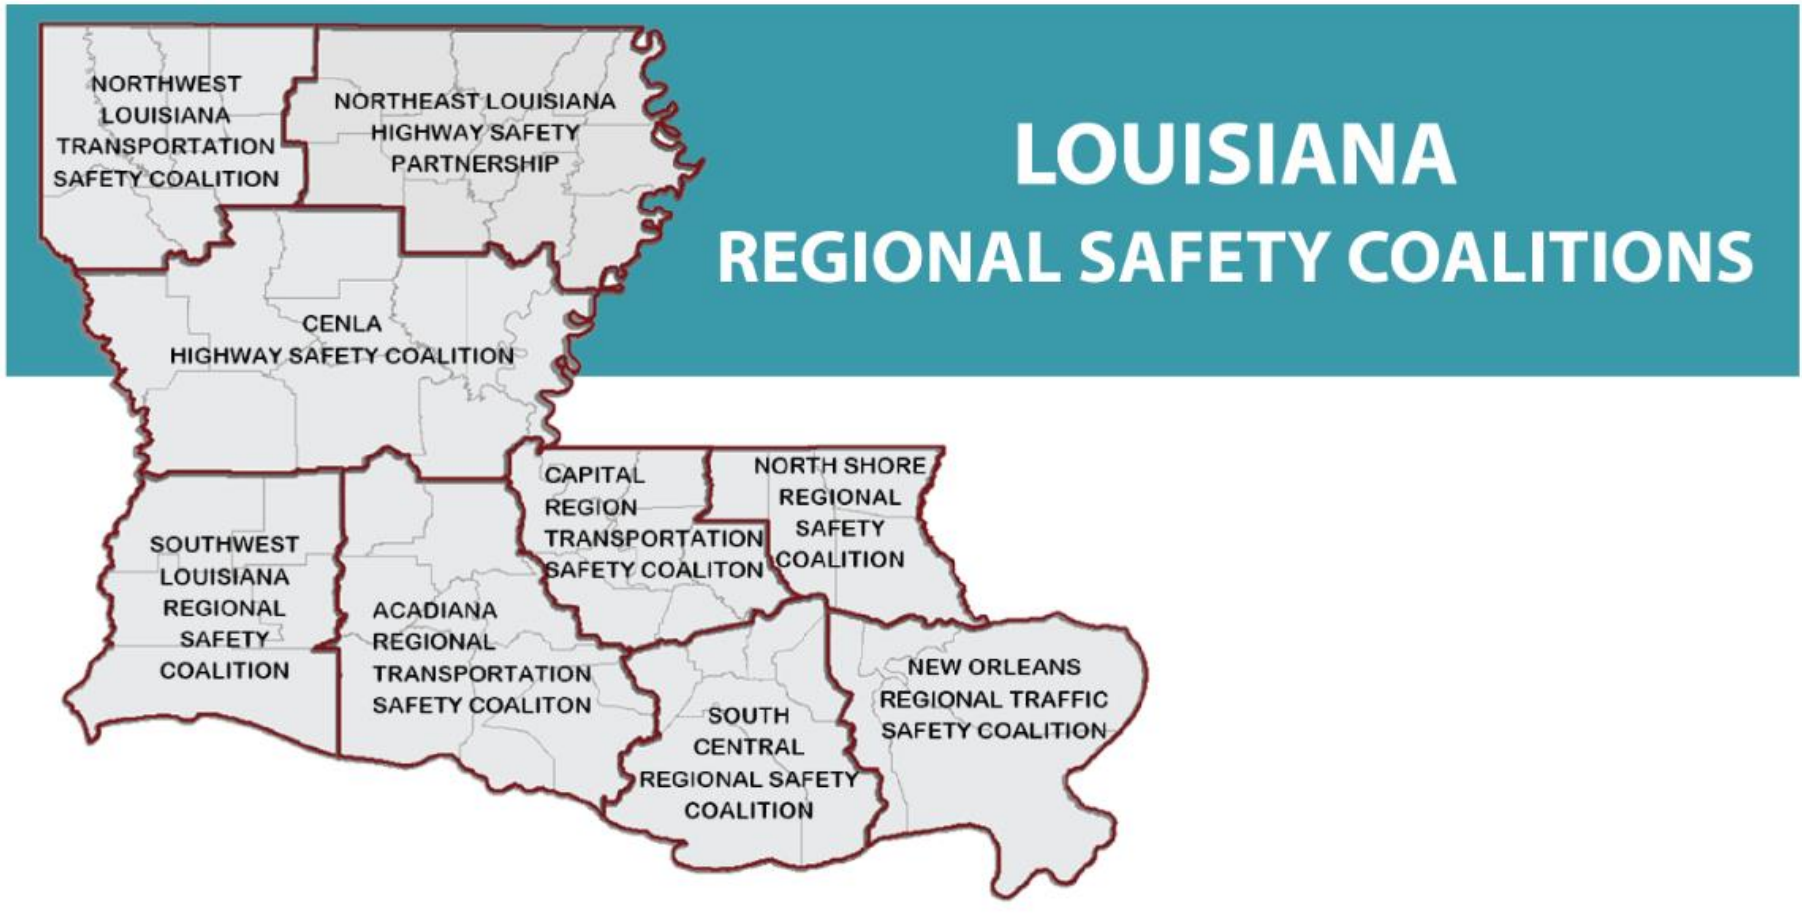 LOUISIANA
REGIONAL SAFETY COALITIONS
NORTHWEST
LOUISIANA
TRANSPORTATION
SAFETY COALITION
NORTHEAST LOUISIANA
HIGHWAY SAFETY
PARTNERSHIP
CENLA
HIGHWAY SAFETY COALITION
CAPITAL
REGION
TRANSPORTATION
SAFETY COALITON
NORTH SHORE
REGIONAL
SAFETY
COALITION
SOUTHWEST
LOUISIANA
REGIONAL
SAFETY
COALITION
ACADIANA
REGIONAL
TRANSPORTATION
SAFETY COALITON
SOUTH
CENTRAL
REGIONAL SAFETY
COALITION
NEW ORLEANS
REGIONAL TRAFFIC
SAFETY COALITION